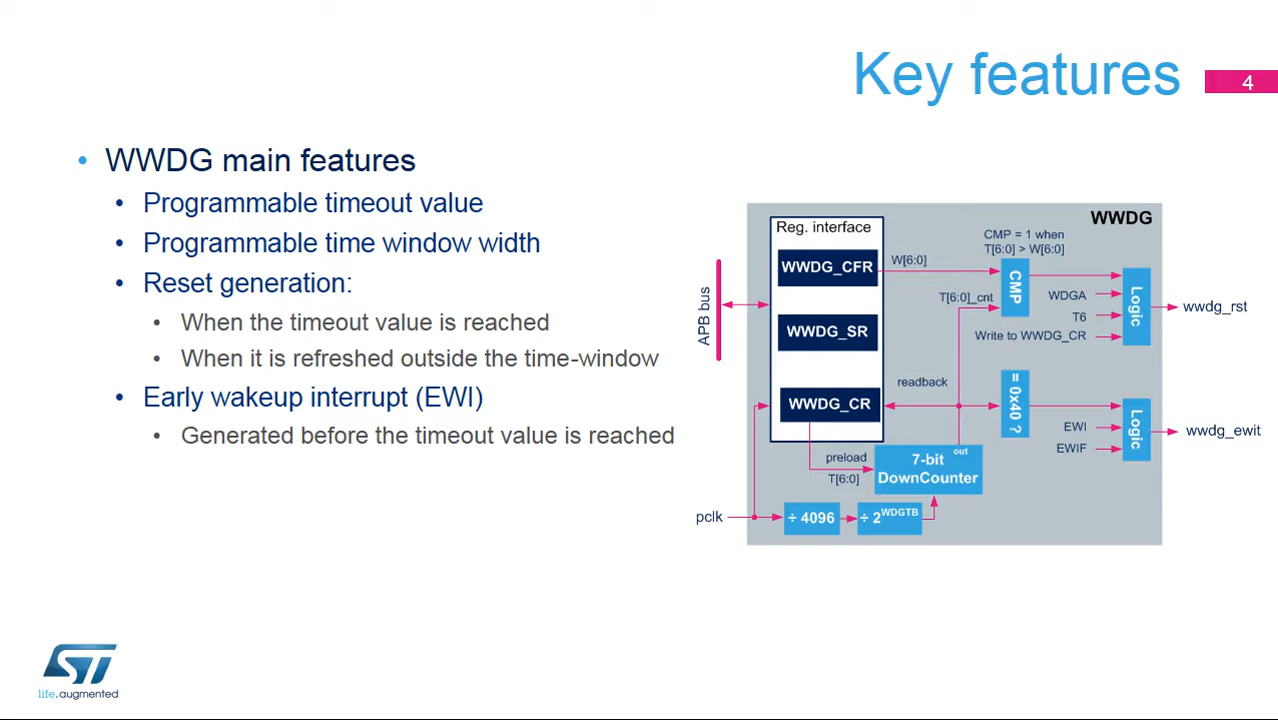 Key features
4
• WWDG main features
• Programmable timeout value
• Programmable time window width
• Reset generation:
• When the timeout value is reached
• When it is refreshed outside the time-window
• Early wakeup interrupt (EWI)
• Generated before the timeout value is reached
WWDG
Reg. interface
CMP = 1 when
T[6:0] > W[6:0]
WWDG_CFR
W[6:0]
CMP
T[6:0]_cnt
WDGA
T6
Write to WWDG_CR
Logic
wwdg_rst
APB bus
WWDG_SR
readback
WWDG_CR
= 0x40 ?
EWI
EWIF
Logic
wwdg_ewit
preload
T[6:0]
out
7-bit
DownCounter
pclk
÷ 4096
÷ 2^WDGTB
ST
life.augmented